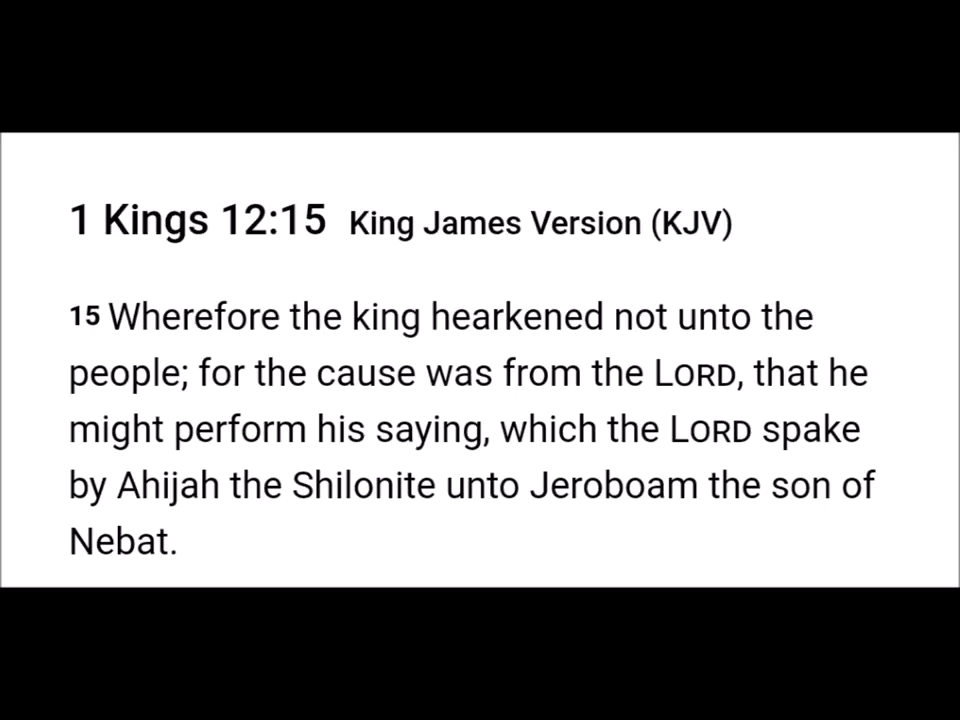 1 Kings 12:15 King James Version (KJV)
15 Wherefore the king hearkened not unto the
people; for the cause was from the LORD, that he
might perform his saying, which the LORD spake
by Ahijah the Shilonite unto Jeroboam the son of
Nebat.